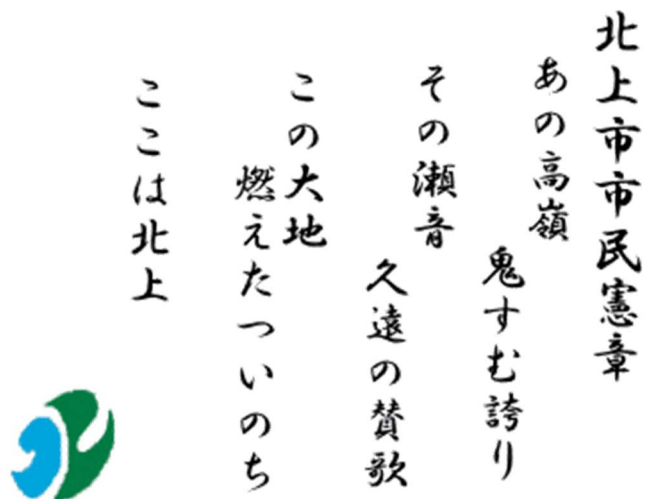 北上市市民憲章
あの高嶺
鬼すむ誇り
その瀬音
久遠の賛歌
この大地
燃えたついのち
ここは北上